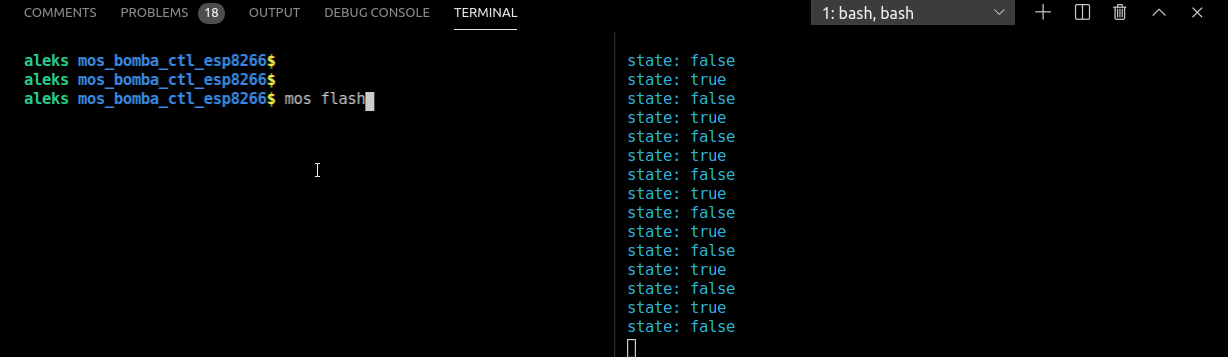 COMMENTS PROBLEMS 18 OUTPUT DEBUG CONSOLE TERMINAL 1: bash, bash
aleks mos_bomba_ctl_esp8266$
aleks mos_bomba_ctl_esp8266$
aleks mos_bomba_ctl_esp8266$ mos flash
state: false
state: true
state: false
state: true
state: false
state: true
state: false
state: true
state: false
state: true
state: false
state: true
state: false
state: true
state: false